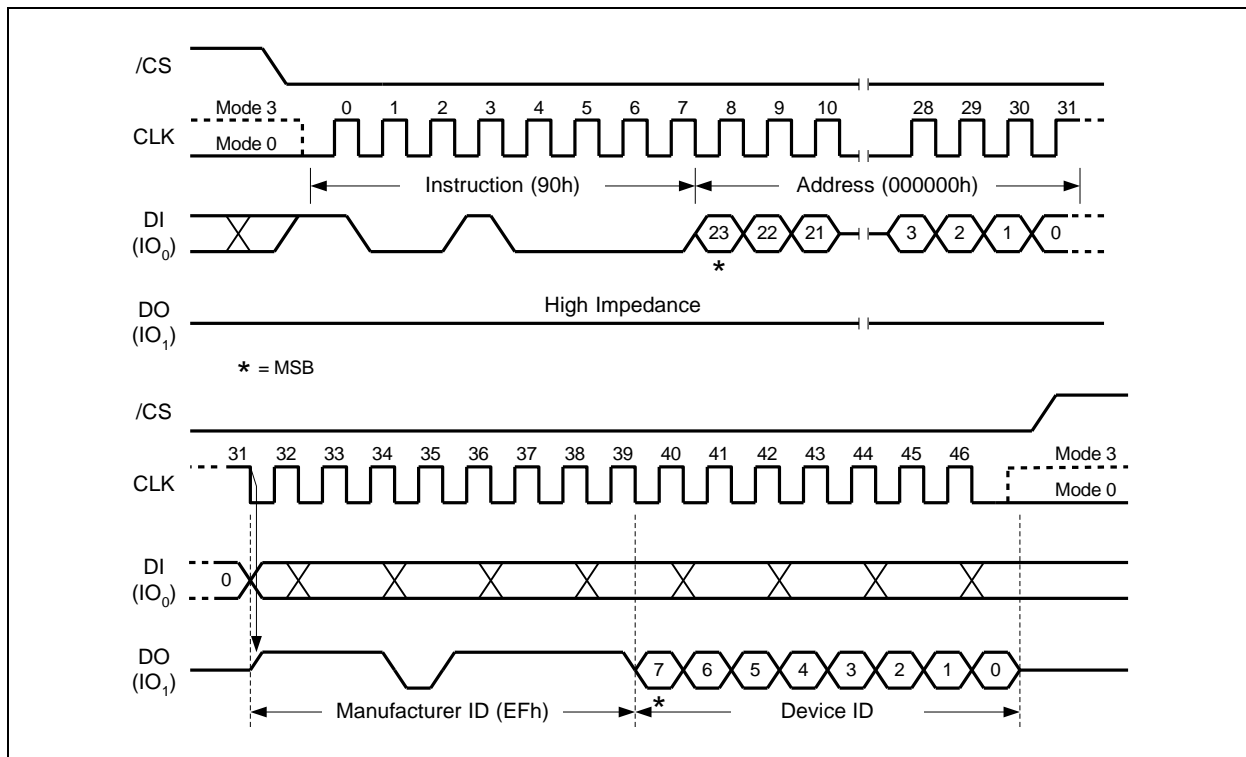 /CS
Mode 3 0 1 2 3 4 5 6 7 8 9 10 28 29 30 31
CLK
Mode 0
Instruction (90h) Address (000000h)
DI
(IO0) 23 22 21 3 2 1 0
*
High Impedance
DO
(IO1)
* = MSB
/CS
31 32 33 34 35 36 37 38 39 40 41 42 43 44 45 46 Mode 3
CLK
Mode 0
DI
(IO0) 0
DO
(IO1) 7 6 5 4 3 2 1 0
*
Manufacturer ID (EFh) Device ID